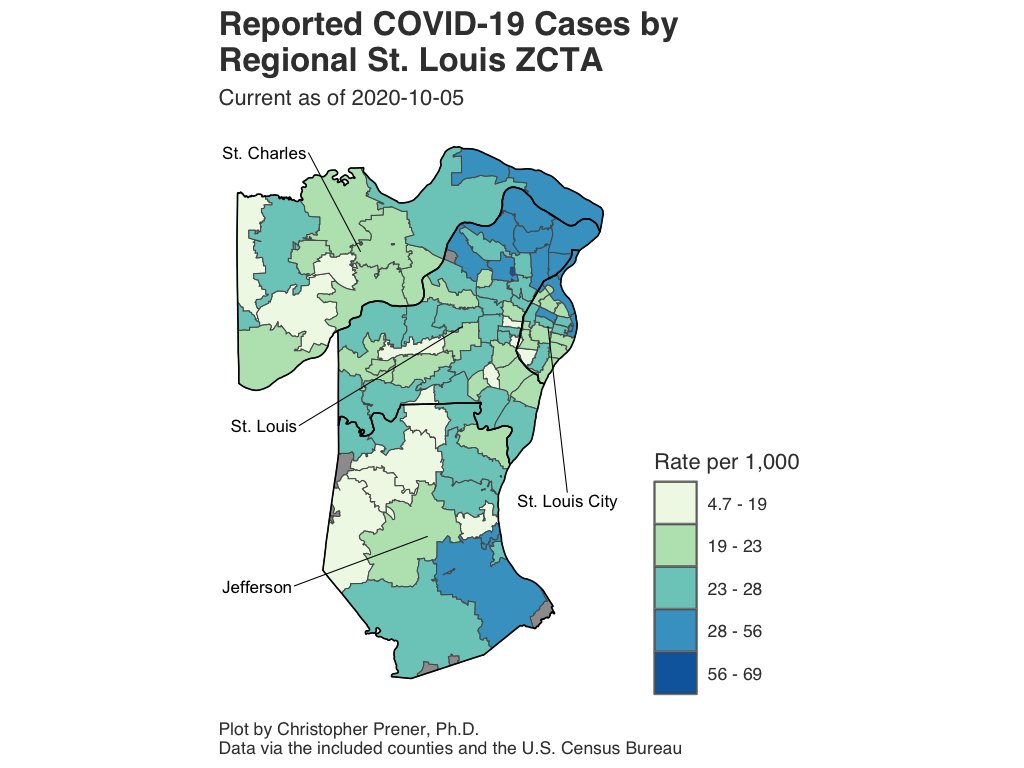 Reported COVID-19 Cases by
Regional St. Louis ZCTA
Current as of 2020-10-05
St. Charles
St. Louis
St. Louis City
Jefferson
Rate per 1,000
4.7 - 19
19 - 23
23 - 28
28 - 56
56 - 69
Plot by Christopher Prener, Ph.D.
Data via the included counties and the U.S. Census Bureau